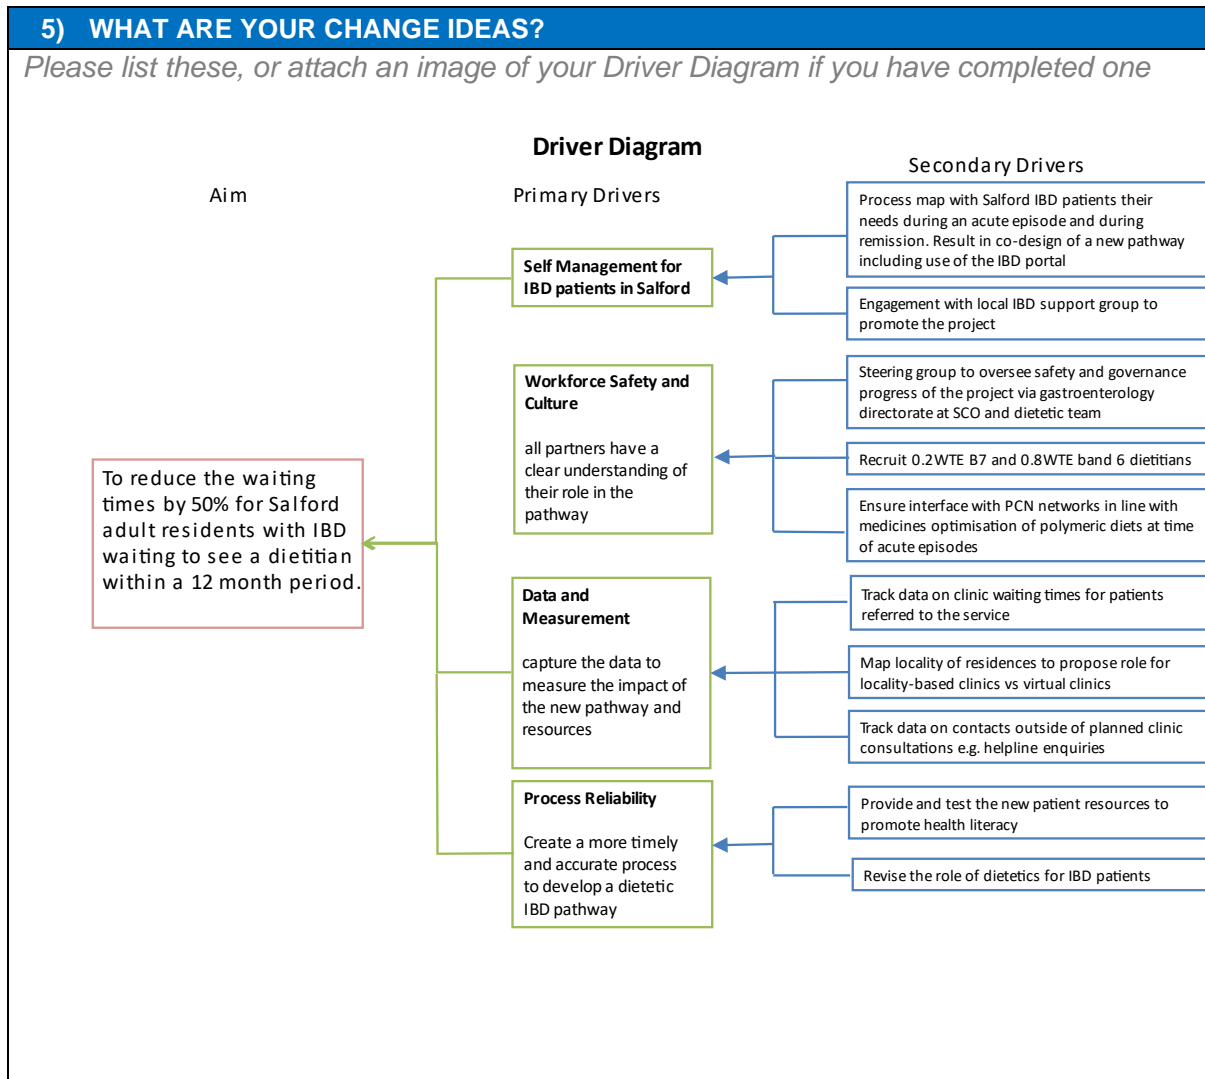 5) WHAT ARE YOUR CHANGE IDEAS?
Please list these, or attach an image of your Driver Diagram if you have completed one
Driver Diagram
Aim
Primary Drivers
Secondary Drivers
To reduce the waiting
times by 50% for Salford
adult residents with IBD
waiting to see a dietitian
within a 12 month period.
Self Management for
IBD patients in Salford
Process map with Salford IBD patients their
needs during an acute episode and during
remission. Result in co-design of a new pathway
including use of the IBD portal
Engagement with local IBD support group to
promote the project
Workforce Safety and
Culture
all partners have a
clear understanding of
their role in the
pathway
Steering group to oversee safety and governance
progress of the project via gastroenterology
directorate at SCO and dietetic team
Recruit 0.2WTE B7 and 0.8WTE band 6 dietitians
Ensure interface with PCN networks in line with
medicines optimisation of polymeric diets at time
of acute episodes
Data and
Measurement
capture the data to
measure the impact of
the new pathway and
resources
Track data on clinic waiting times for patients
referred to the service
Map locality of residences to propose role for
locality-based clinics vs virtual clinics
Track data on contacts outside of planned clinic
consultations e.g. helpline enquiries
Process Reliability
Create a more timely
and accurate process
to develop a dietetic
IBD pathway
Provide and test the new patient resources to
promote health literacy
Revise the role of dietetics for IBD patients